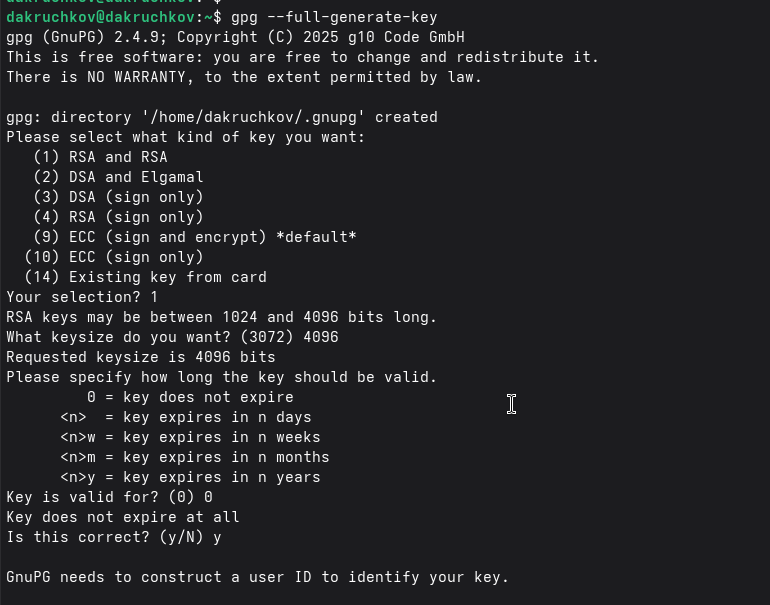 dakruchkov@dakruchkov:~$ gpg --full-generate-key
gpg (GnuPG) 2.4.9; Copyright (C) 2025 g10 Code GmbH
This is free software: you are free to change and redistribute it.
There is NO WARRANTY, to the extent permitted by law.

gpg: directory '/home/dakruchkov/.gnupg' created
Please select what kind of key you want:
   (1) RSA and RSA
   (2) DSA and Elgamal
   (3) DSA (sign only)
   (4) RSA (sign only)
   (9) ECC (sign and encrypt) *default*
  (10) ECC (sign only)
  (14) Existing key from card
Your selection? 1
RSA keys may be between 1024 and 4096 bits long.
What keysize do you want? (3072) 4096
Requested keysize is 4096 bits
Please specify how long the key should be valid.
         0 = key does not expire
      <n>  = key expires in n days
      <n>w = key expires in n weeks
      <n>m = key expires in n months
      <n>y = key expires in n years
Key is valid for? (0) 0
Key does not expire at all
Is this correct? (y/N) y

GnuPG needs to construct a user ID to identify your key.